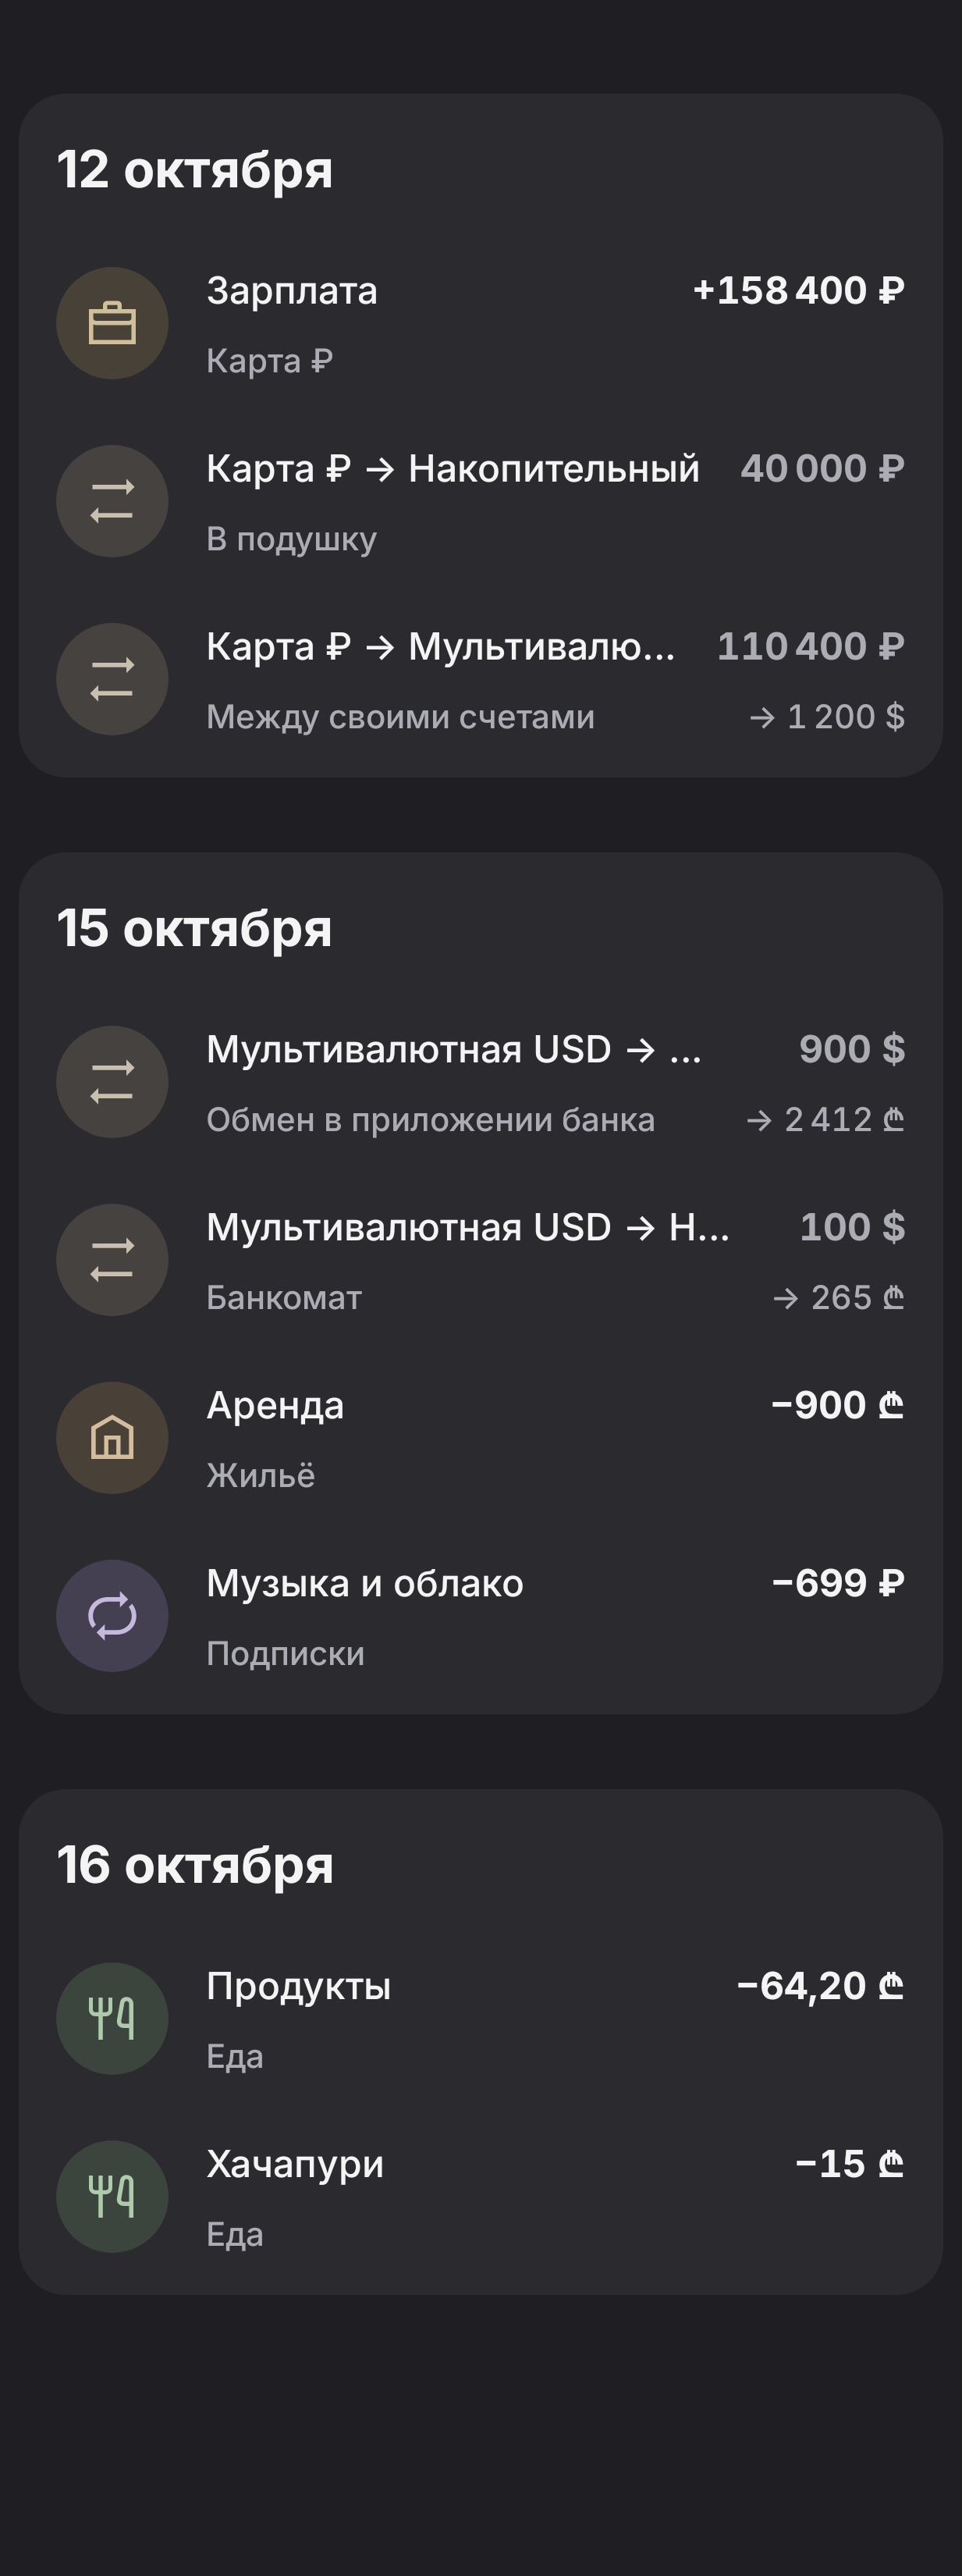 12 октября
Зарплата +158 400 ₽
Карта ₽
Карта ₽ → Накопительный 40 000 ₽
В подушку
Карта ₽ → Мультивалю... 110 400 ₽
Между своими счетами → 1 200 $
15 октября
Мультивалютная USD → ... 900 $
Обмен в приложении банка → 2 412 ₾
Мультивалютная USD → Н... 100 $
Банкомат → 265 ₾
Аренда −900 ₾
Жильё
Музыка и облако −699 ₽
Подписки
16 октября
Продукты −64,20 ₾
Еда
Хачапури −15 ₾
Еда